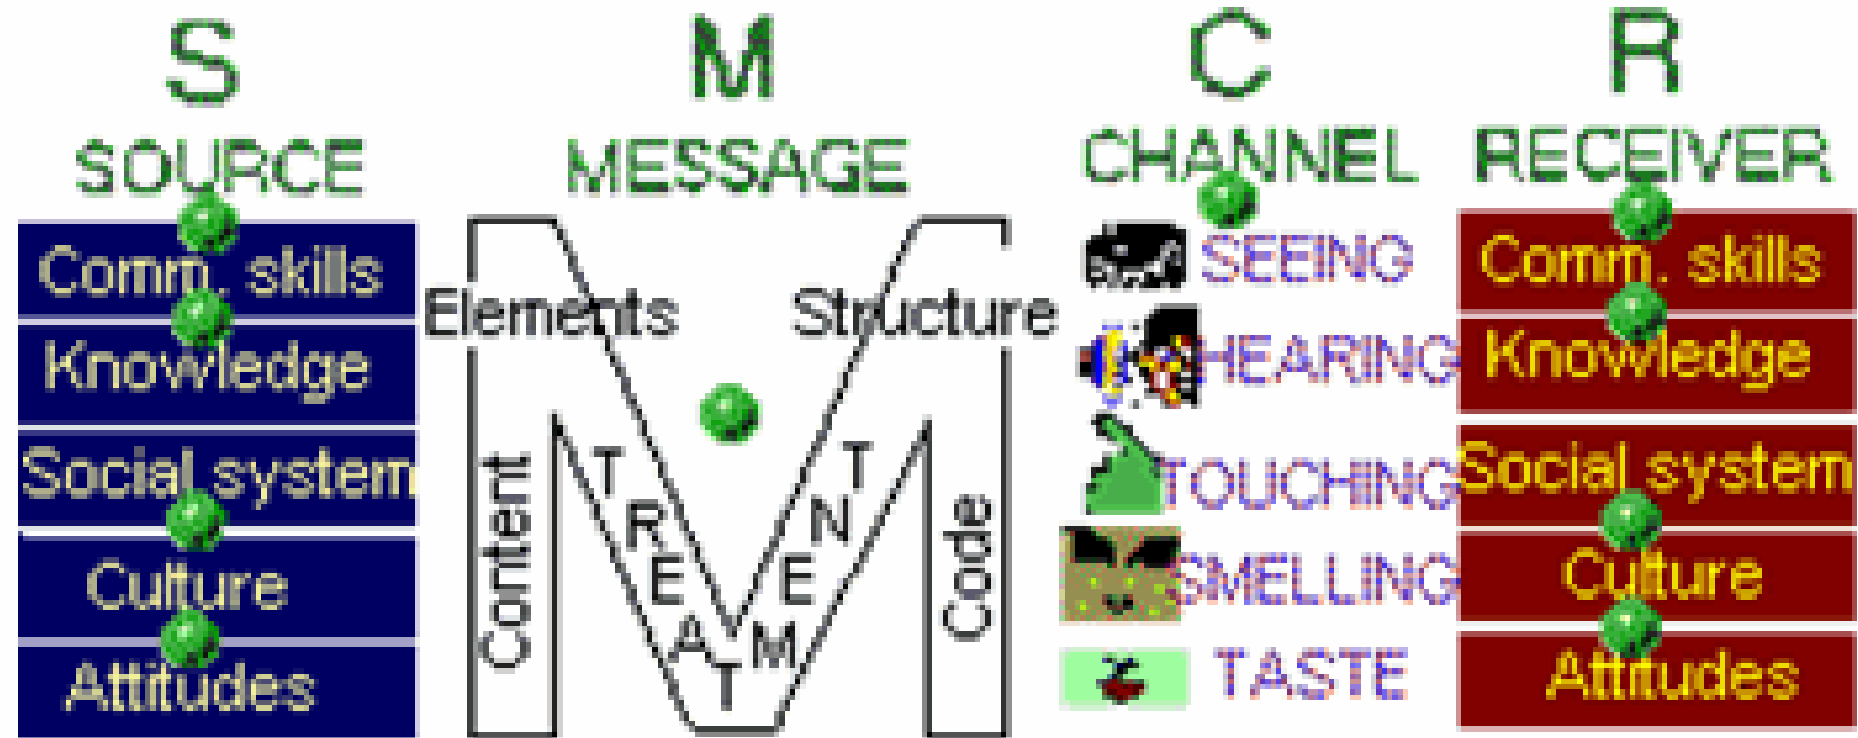 S
SOURCE
Comm. skills
Knowledge
Social system
Culture
Attitudes
M
MESSAGE
Elements
Structure
Content
TREATMENT
Code
C
CHANNEL
SEEING
HEARING
TOUCHING
SMELLING
TASTE
R
RECEIVER
Comm. skills
Knowledge
Social system
Culture
Attitudes